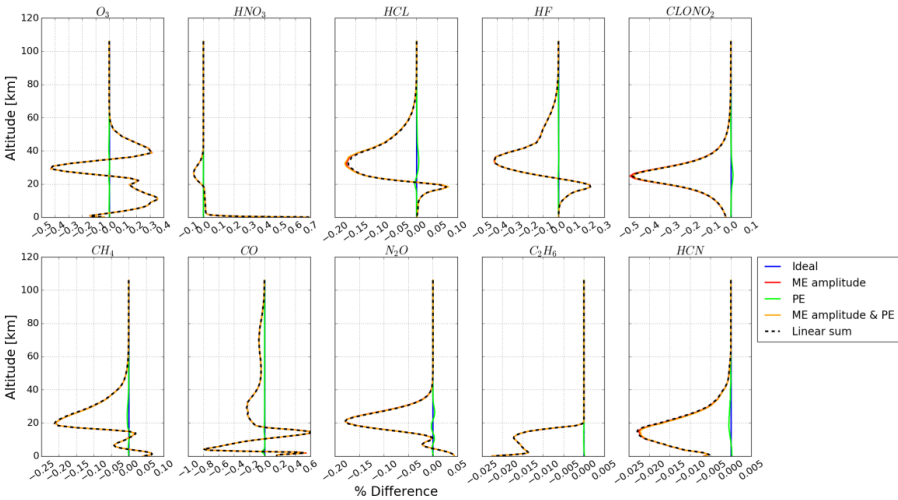 O₃ HNO₃ HCL HF CLONO₂
Altitude [km]
120
100
80
60
40
20
0
−0.5 −0.4 −0.3 −0.2 −0.1 0.0 0.1 0.2 0.3 0.4
−0.1 0.0 0.1 0.2 0.3 0.4 0.5 0.6 0.7
−0.20 −0.15 −0.10 −0.05 0.00 0.05 0.10
−0.5 −0.4 −0.3 −0.2 −0.1 0.0 0.1 0.2 0.3
−0.5 −0.4 −0.3 −0.2 −0.1 0.0 0.1
CH₄ CO N₂O C₂H₆ HCN
Altitude [km]
120
100
80
60
40
20
0
−0.25 −0.20 −0.15 −0.10 −0.05 0.00 0.05 0.10
−1.0 −0.8 −0.6 −0.4 −0.2 0.0 0.2 0.4 0.6
−0.20 −0.15 −0.10 −0.05 0.00 0.05
−0.025 −0.020 −0.015 −0.010 −0.005 0.000 0.005
−0.025 −0.020 −0.015 −0.010 −0.005 0.000 0.005
% Difference
Ideal
ME amplitude
PE
ME amplitude & PE
Linear sum